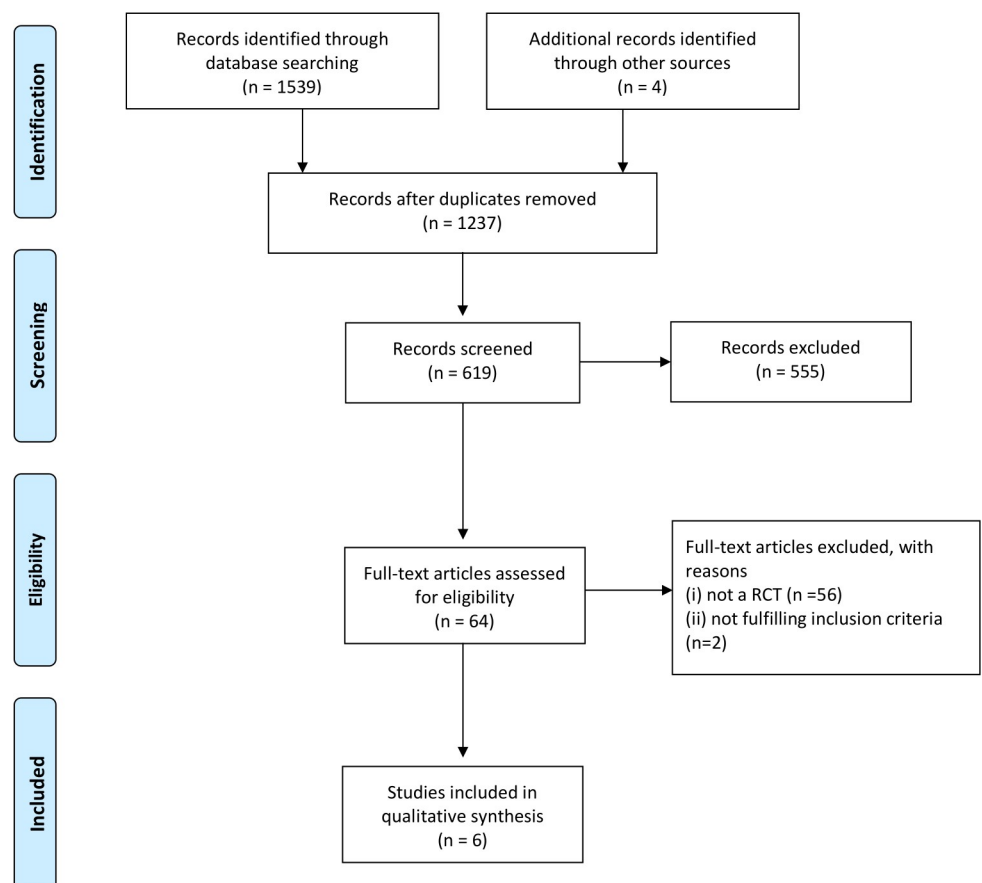 Identification
Records identified through
database searching
(n = 1539)
Additional records identified
through other sources
(n = 4)
Records after duplicates removed
(n = 1237)
Screening
Records screened
(n = 619)
Records excluded
(n = 555)
Eligibility
Full-text articles assessed
for eligibility
(n = 64)
Full-text articles excluded, with
reasons
(i) not a RCT (n =56)
(ii) not fulfilling inclusion criteria
(n=2)
Included
Studies included in
qualitative synthesis
(n = 6)